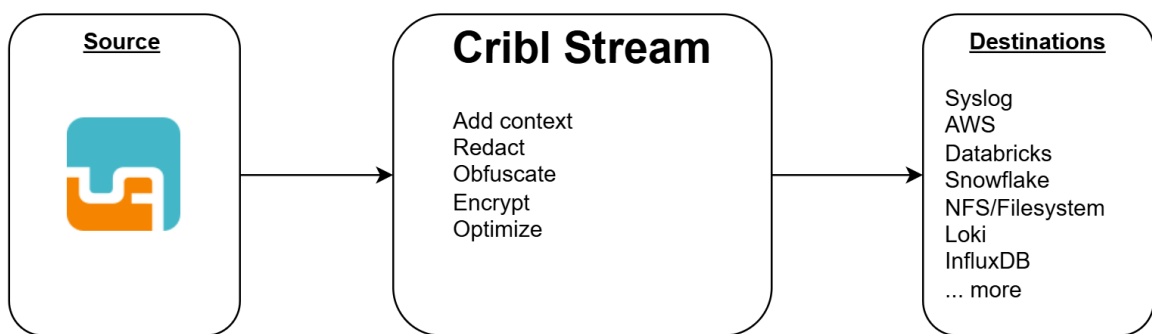 Source
Cribl Stream
Add context
Redact
Obfuscate
Encrypt
Optimize
Destinations
Syslog
AWS
Databricks
Snowflake
NFS/Filesystem
Loki
InfluxDB
... more